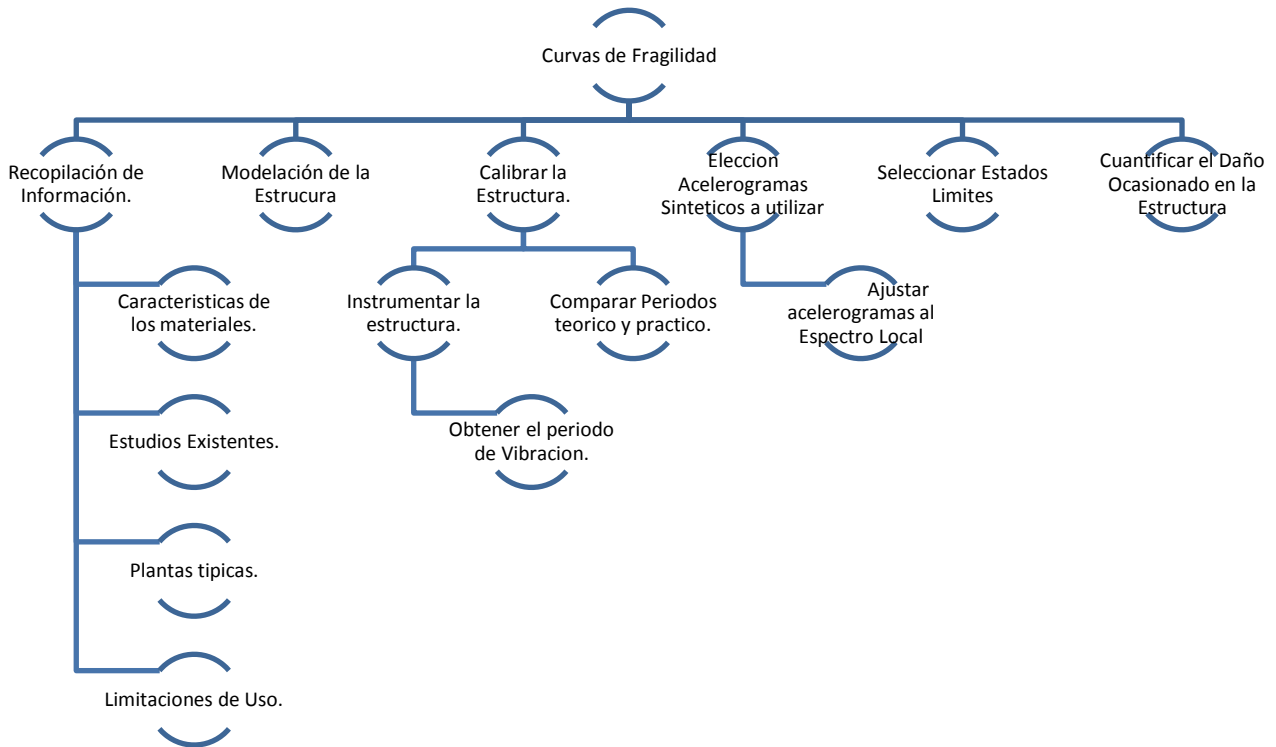 Curvas de Fragilidad
Recopilación de
Información.
Modelación de la
Estrucura
Calibrar la
Estructura.
Eleccion
Acelerogramas
Sinteticos a utilizar
Seleccionar Estados
Limites
Cuantificar el Daño
Ocasionado en la
Estructura
Caracteristicas de
los materiales.
Instrumentar la
estructura.
Comparar Periodos
teorico y practico.
Ajustar
acelerogramas al
Espectro Local
Estudios Existentes.
Obtener el periodo
de Vibracion.
Plantas tipicas.
Limitaciones de Uso.